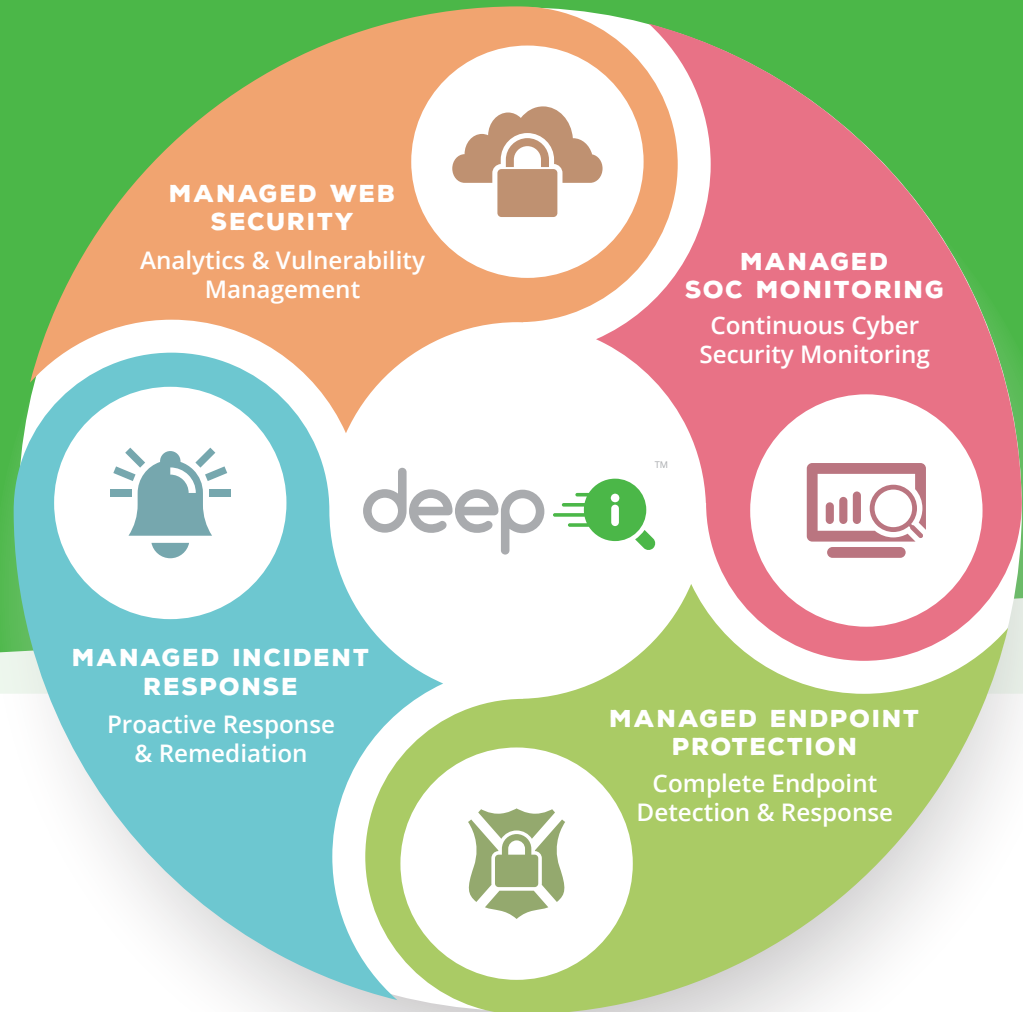 MANAGED WEB
SECURITY
Analytics & Vulnerability
Management
MANAGED
SOC MONITORING
Continuous Cyber
Security Monitoring
deep i
TM
MANAGED INCIDENT
RESPONSE
Proactive Response
& Remediation
MANAGED ENDPOINT
PROTECTION
Complete Endpoint
Detection & Response